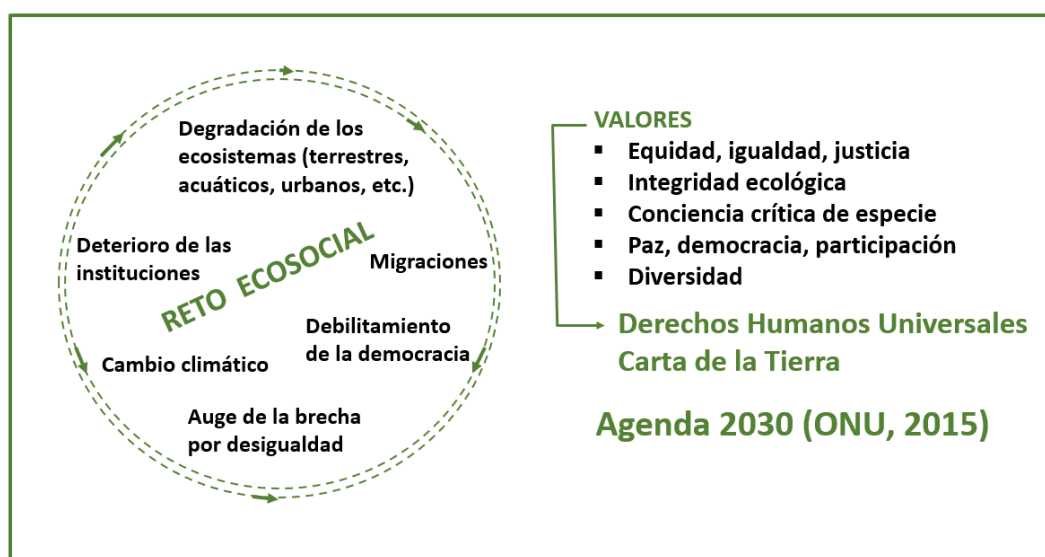 Degradación de los
ecosistemas (terrestres,
acuáticos, urbanos, etc.)
Deterioro de las
instituciones
RETO ECOSOCIAL
Migraciones
Debilitamiento
de la democracia
Cambio climático
Auge de la brecha
por desigualdad
VALORES
▪ Equidad, igualdad, justicia
▪ Integridad ecológica
▪ Conciencia crítica de especie
▪ Paz, democracia, participación
▪ Diversidad
Derechos Humanos Universales
Carta de la Tierra
Agenda 2030 (ONU, 2015)